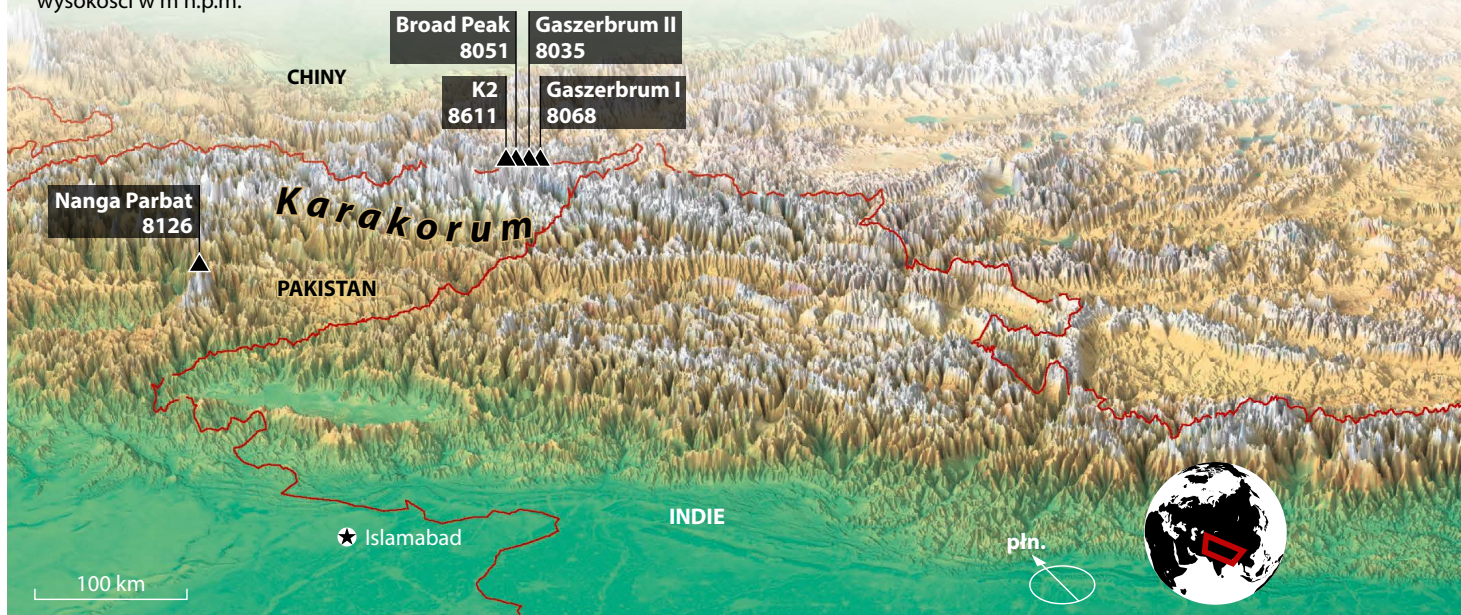 wysokości w m n.p.m.
Broad Peak
8051
Gaszerbrum II
8035
CHINY
K2
8611
Gaszerbrum I
8068
Nanga Parbat
8126
Karakorum
PAKISTAN
INDIE
Islamabad
płn.
100 km